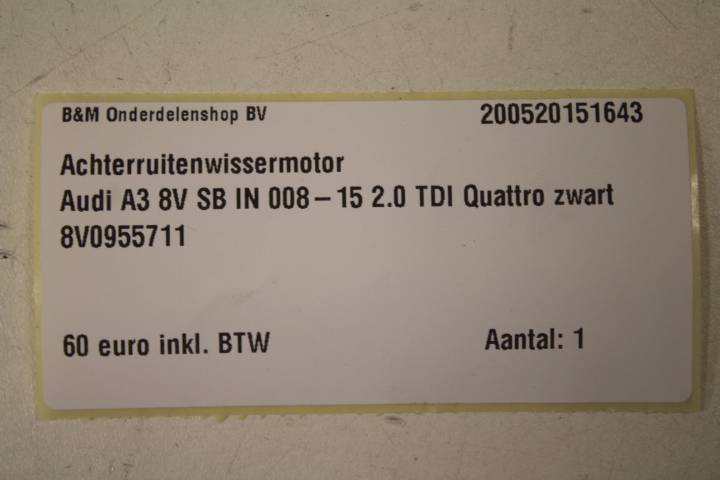 B&M Onderdelenshop BV 200520151643
Achterruitenwissermotor
Audi A3 8V SB IN 008-15 2.0 TDI Quattro zwart
8V0955711
60 euro inkl. BTW Aantal: 1